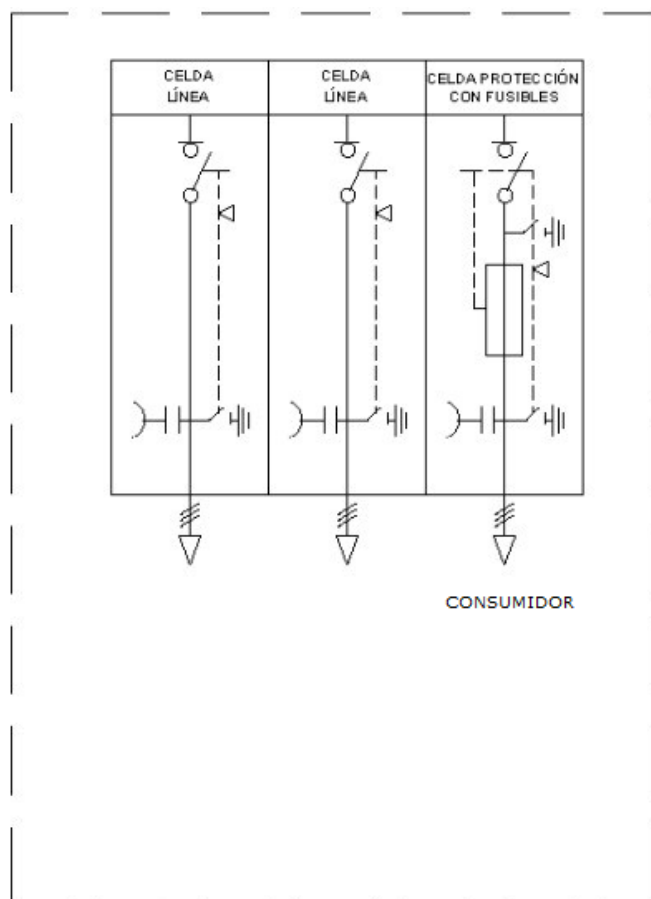 CELDA
LÍNEA
CELDA
LÍNEA
CELDA PROTECCIÓN
CON FUSIBLES
CONSUMIDOR